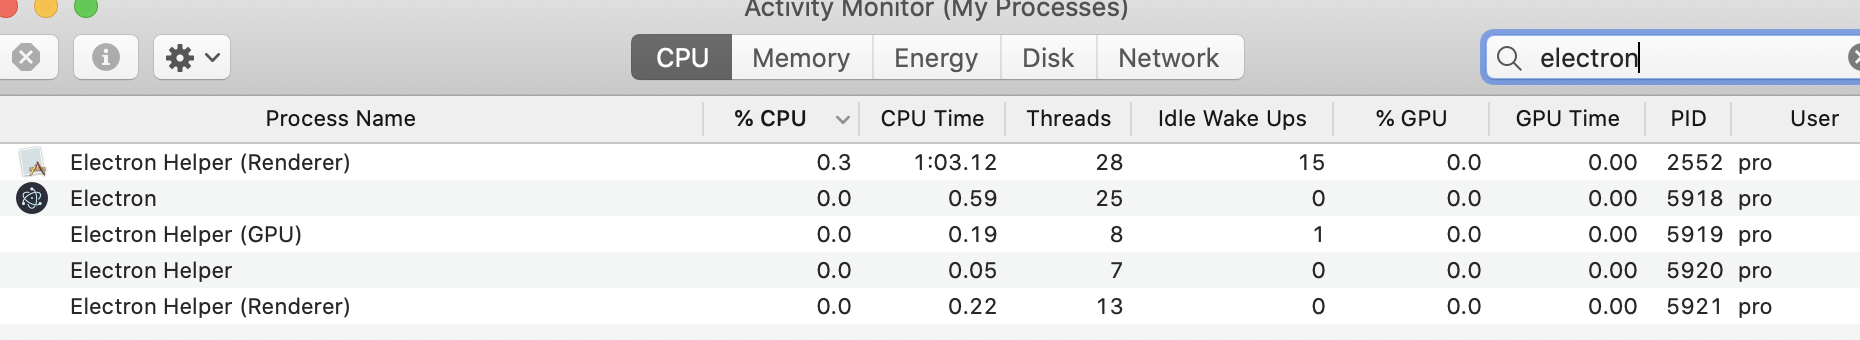 Activity Monitor (My Processes)
CPU Memory Energy Disk Network electron
Process Name % CPU CPU Time Threads Idle Wake Ups % GPU GPU Time PID User
Electron Helper (Renderer) 0.3 1:03.12 28 15 0.0 0.00 2552 pro
Electron 0.0 0.59 25 0 0.0 0.00 5918 pro
Electron Helper (GPU) 0.0 0.19 8 1 0.0 0.00 5919 pro
Electron Helper 0.0 0.05 7 0 0.0 0.00 5920 pro
Electron Helper (Renderer) 0.0 0.22 13 0 0.0 0.00 5921 pro